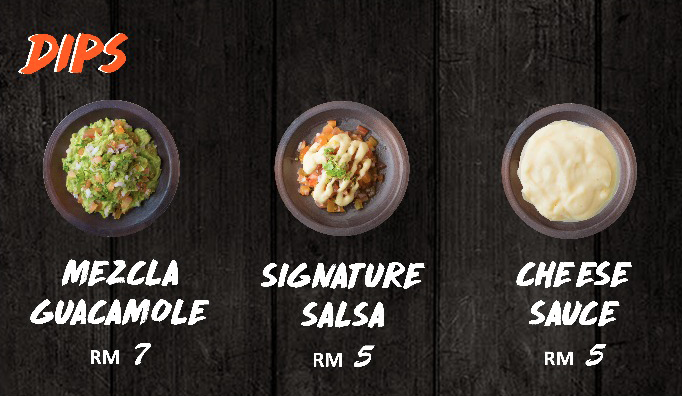 DIPS
MEZCLA
GUACAMOLE
RM 7
SIGNATURE
SALSA
RM 5
CHEESE
SAUCE
RM 5